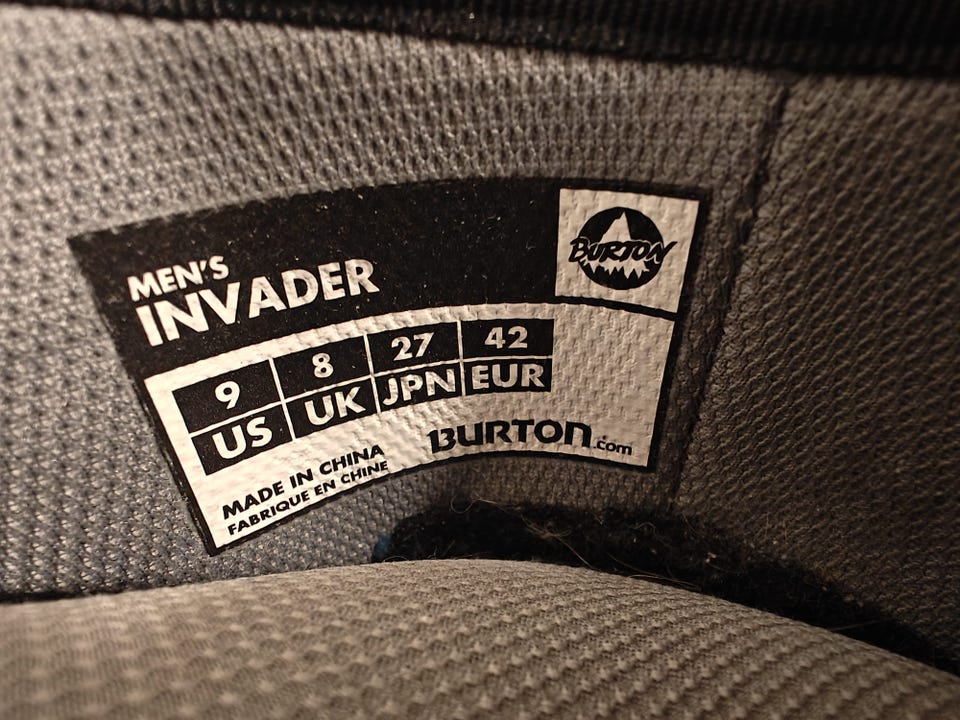 MEN'S
INVADER
BURTON
9 8 27 42
US UK JPN EUR
MADE IN CHINA
FABRIQUE EN CHINE
BURTON.com